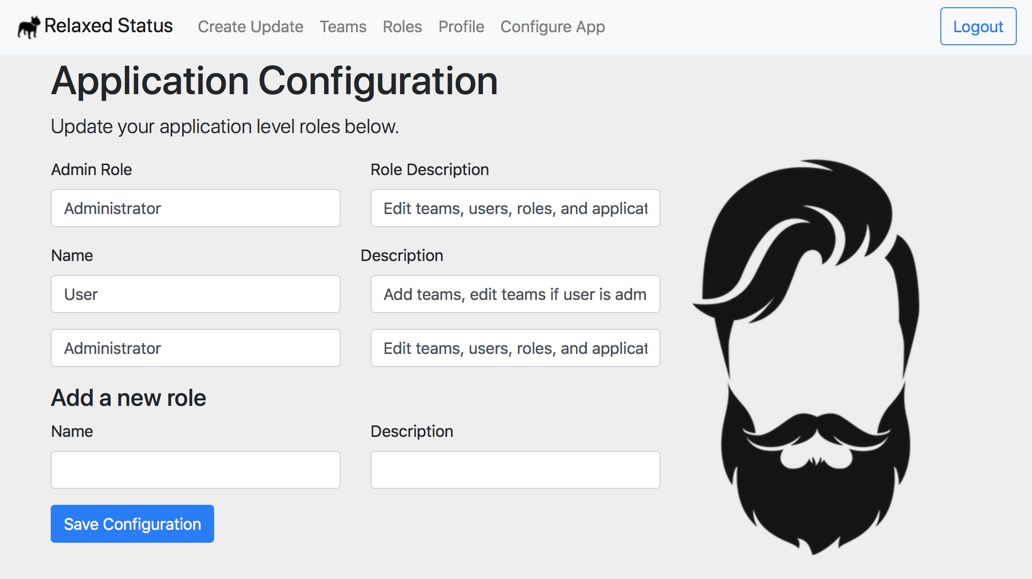 Relaxed Status Create Update Teams Roles Profile Configure App Logout
Application Configuration
Update your application level roles below.
Admin Role Role Description
Administrator Edit teams, users, roles, and applicat
Name Description
User Add teams, edit teams if user is adm
Administrator Edit teams, users, roles, and applicat
Add a new role
Name Description
Save Configuration